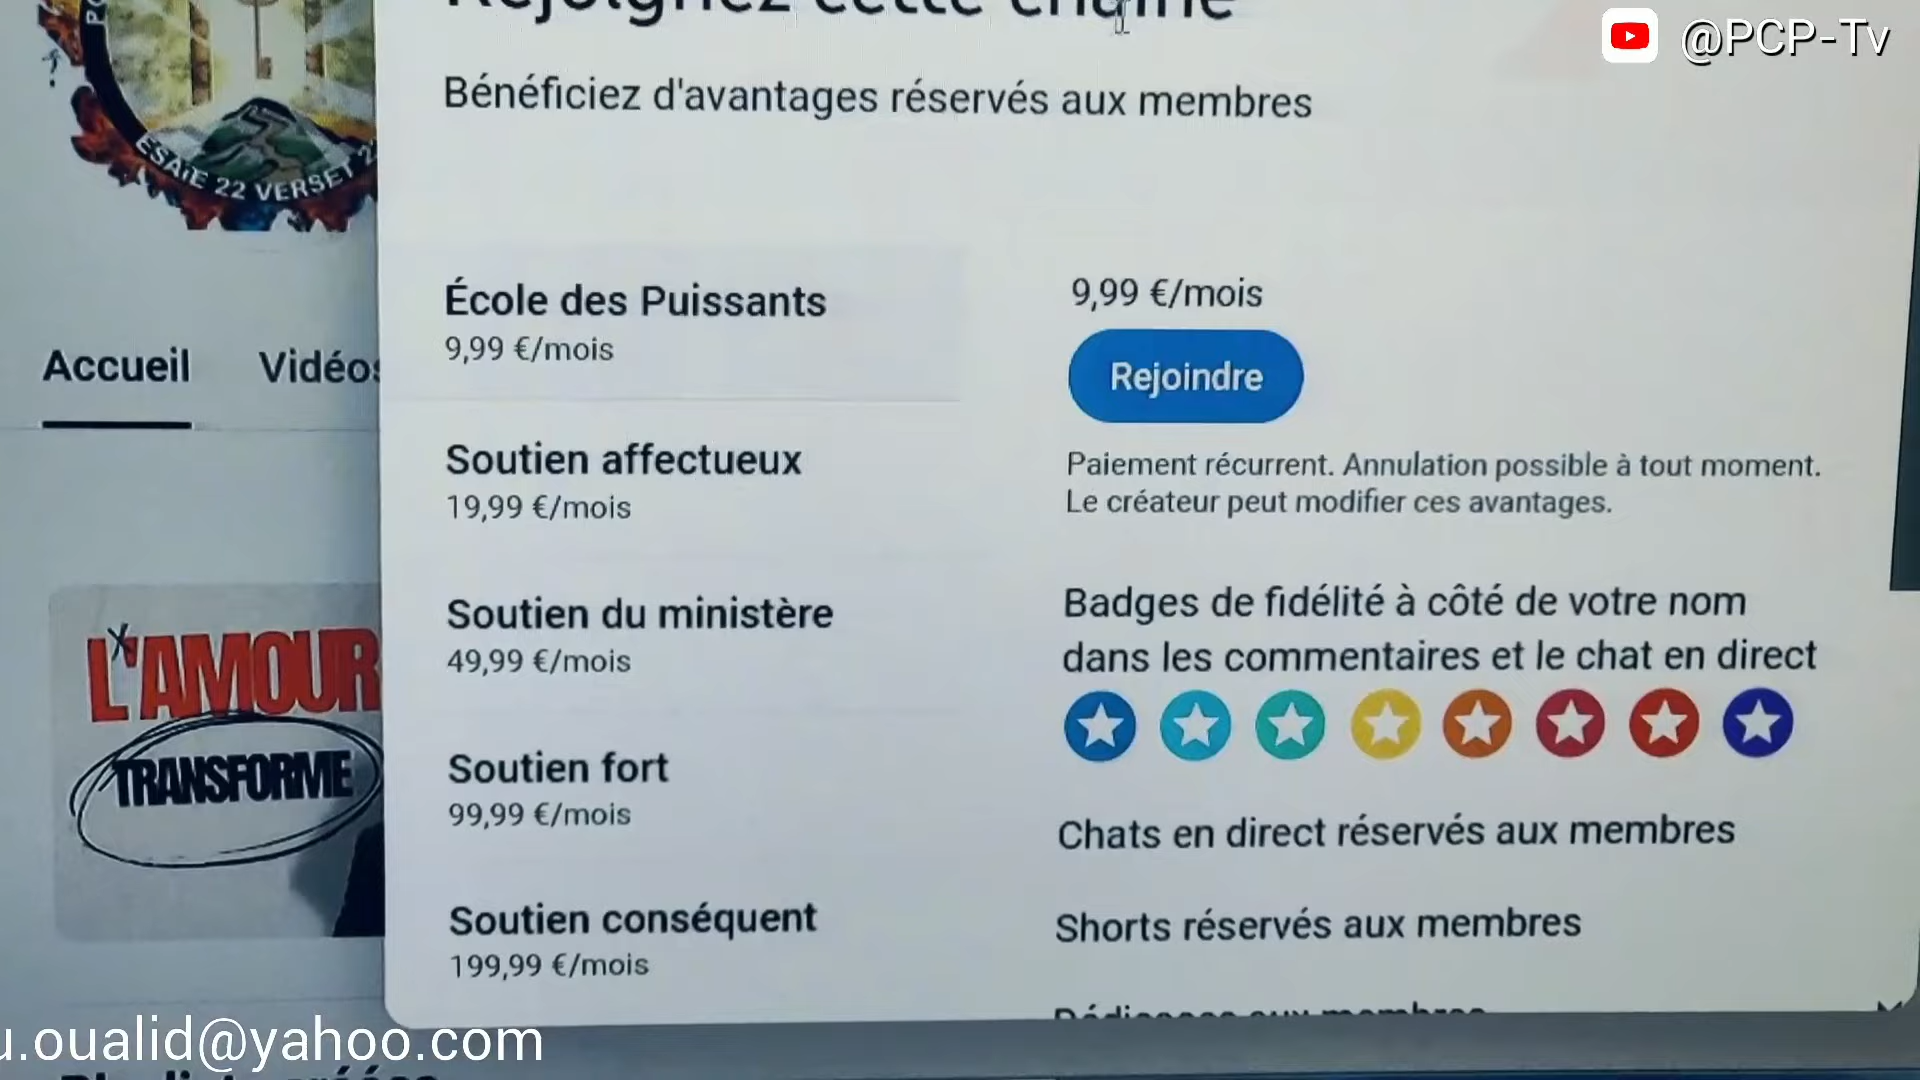 Rejoignez cette chaîne
@PCP-Tv
Bénéficiez d'avantages réservés aux membres
ESAÏE 22 VERSET 22
Accueil
Vidéos
École des Puissants
9,99 €/mois
Soutien affectueux
19,99 €/mois
Soutien du ministère
49,99 €/mois
Soutien fort
99,99 €/mois
Soutien conséquent
199,99 €/mois
9,99 €/mois
Rejoindre
Paiement récurrent. Annulation possible à tout moment.
Le créateur peut modifier ces avantages.
Badges de fidélité à côté de votre nom
dans les commentaires et le chat en direct
Chats en direct réservés aux membres
Shorts réservés aux membres
L'AMOUR
TRANSFORME
u.oualid@yahoo.com